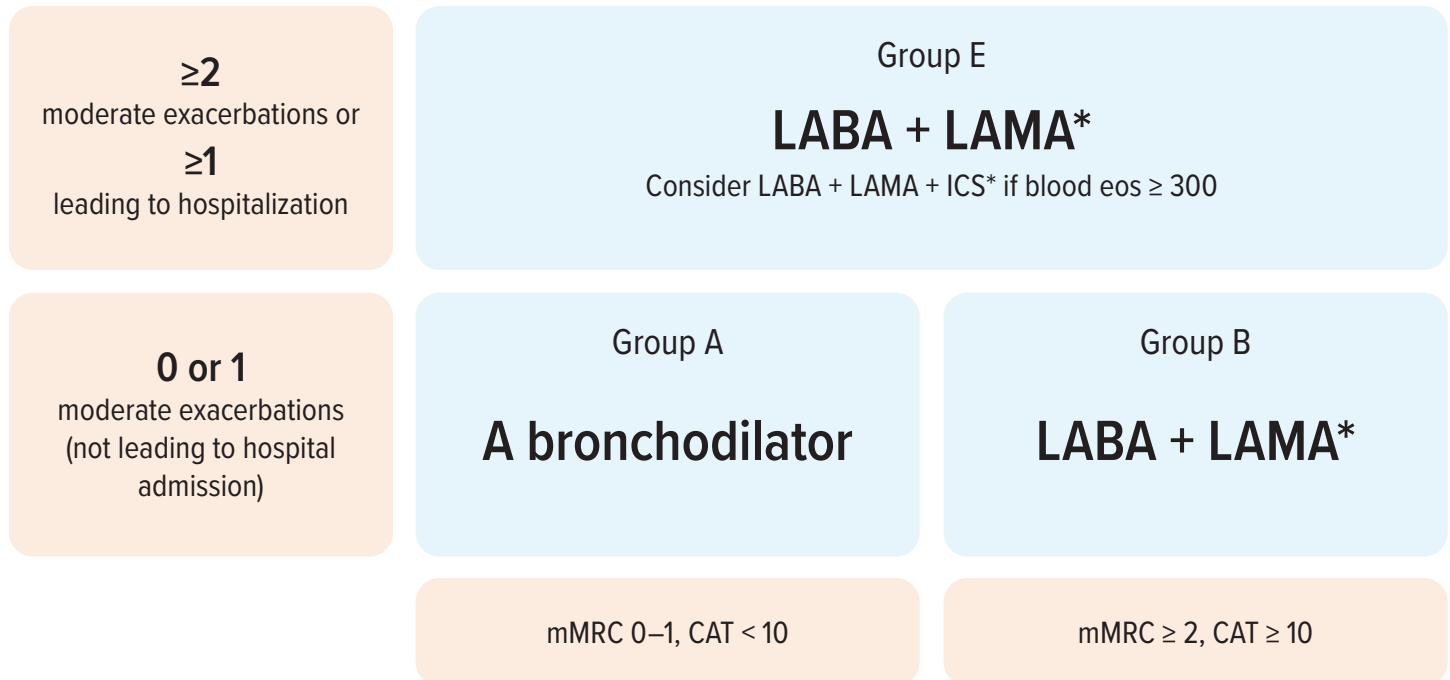 ≥2
moderate exacerbations or
≥1
leading to hospitalization
Group E
LABA + LAMA*
Consider LABA + LAMA + ICS* if blood eos ≥ 300
0 or 1
moderate exacerbations
(not leading to hospital
admission)
Group A
A bronchodilator
Group B
LABA + LAMA*
mMRC 0–1, CAT < 10
mMRC ≥ 2, CAT ≥ 10